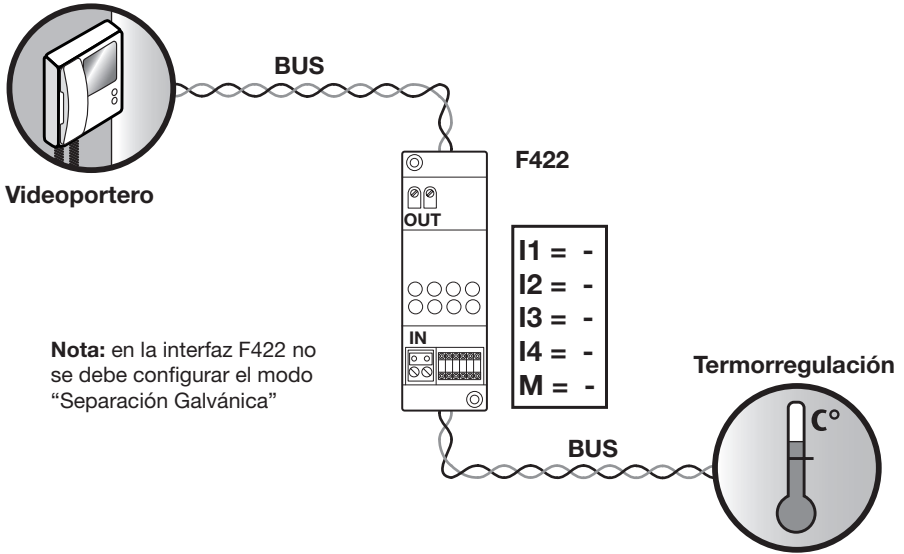 BUS
Videoportero
F422
OUT
I1 = -
I2 = -
I3 = -
I4 = -
M = -
IN
Nota: en la interfaz F422 no
se debe configurar el modo
“Separación Galvánica”
Termorregulación
C°
BUS